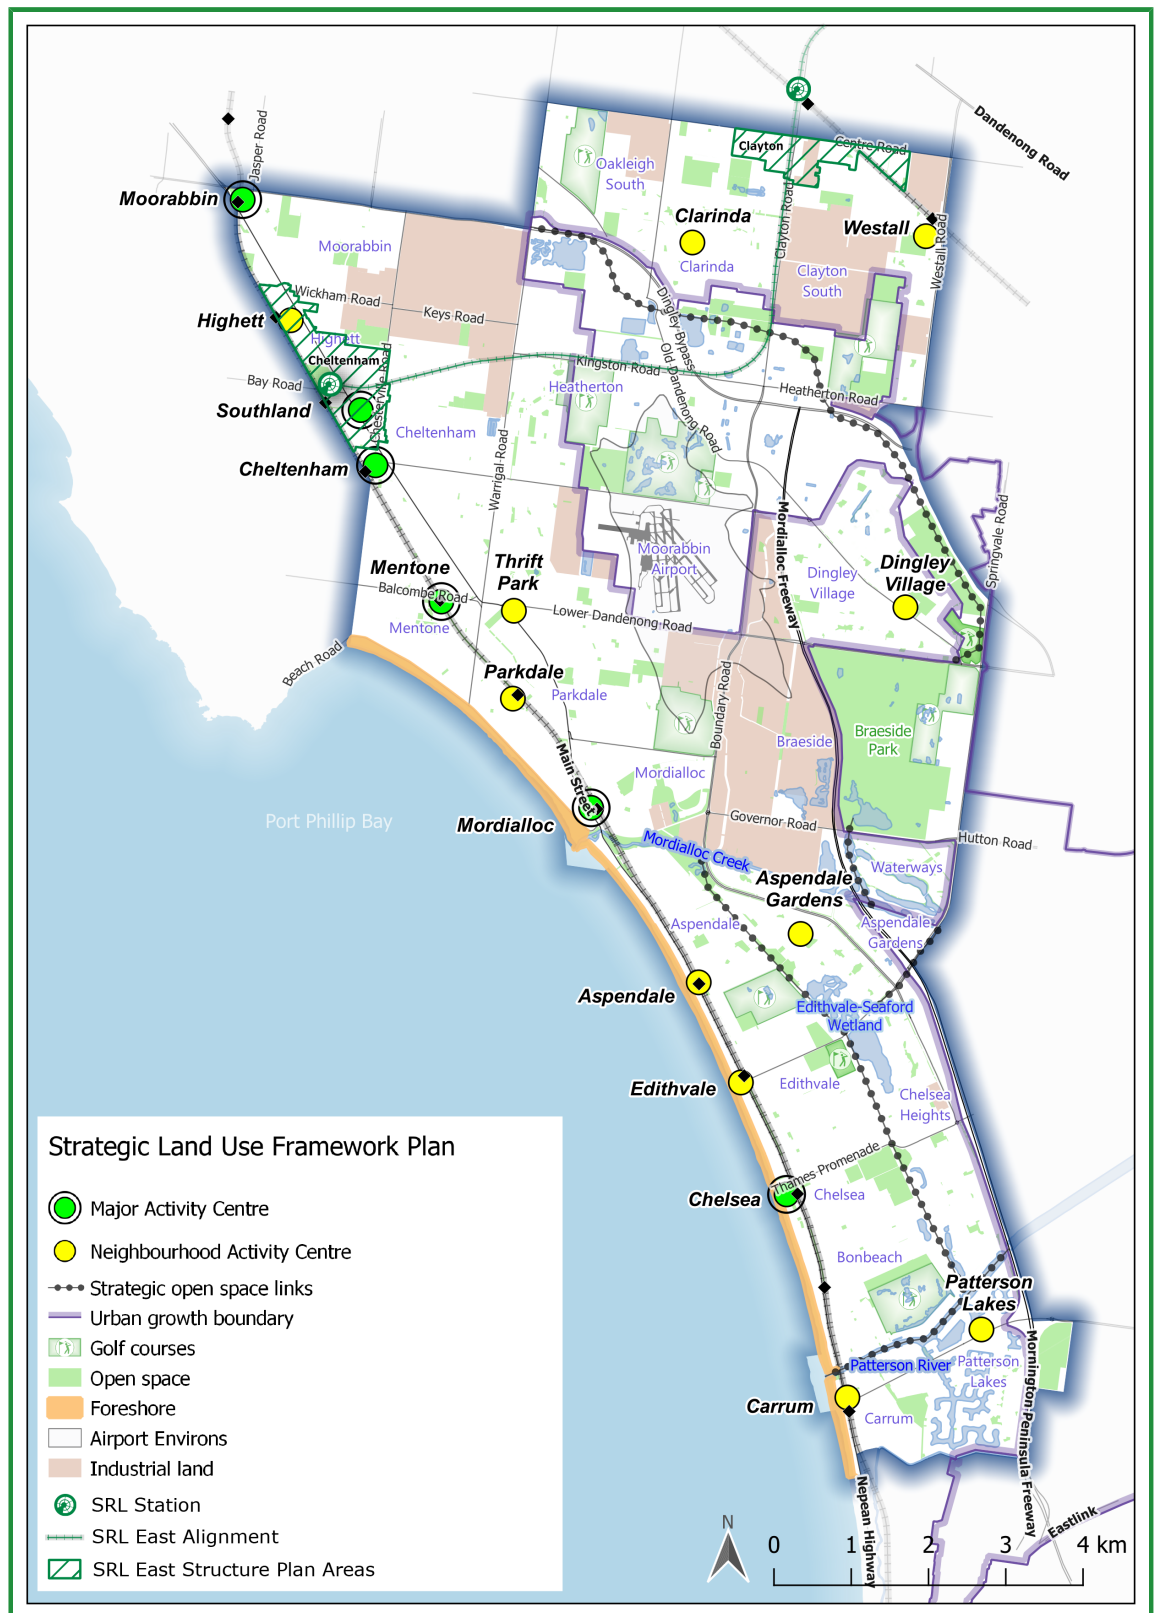 Dandenong Road
Jasper Road
Centre Road
Clayton
Oakleigh
South
Moorabbin
Clarinda
Westall
Clayton Road
Westall Road
Moorabbin
Clarinda
Clayton
South
Wickham Road
Keys Road
Dingley Bypass
Highett
Highett
Cheltenham
Kingston Road
Old Dandenong Road
Bay Road
Chesterville Road
Heatherton
Heatherton Road
Southland
Cheltenham
Warrigal Road
Cheltenham
Mordialloc Freeway
Springvale Road
Moorabbin
Airport
Mentone
Thrift
Park
Dingley
Village
Dingley
Village
Balcombe Road
Lower Dandenong Road
Mentone
Beach Road
Parkdale
Parkdale
Boundary Road
Braeside
Braeside
Park
Main Street
Mordialloc
Port Phillip Bay
Mordialloc
Governor Road
Hutton Road
Mordialloc Creek
Waterways
Aspendale
Gardens
Aspendale
Aspendale
Gardens
Aspendale
Edithvale-Seaford
Wetland
Edithvale
Edithvale
Chelsea
Heights
Thames Promenade
Chelsea
Chelsea
Bonbeach
Patterson
Lakes
Patterson River
Patterson
Lakes
Carrum
Carrum
Mornington Peninsula Freeway
Nepean Highway
Eastlink
Strategic Land Use Framework Plan
Major Activity Centre
Neighbourhood Activity Centre
Strategic open space links
Urban growth boundary
Golf courses
Open space
Foreshore
Airport Environs
Industrial land
SRL Station
SRL East Alignment
SRL East Structure Plan Areas
N
0 1 2 3 4 km